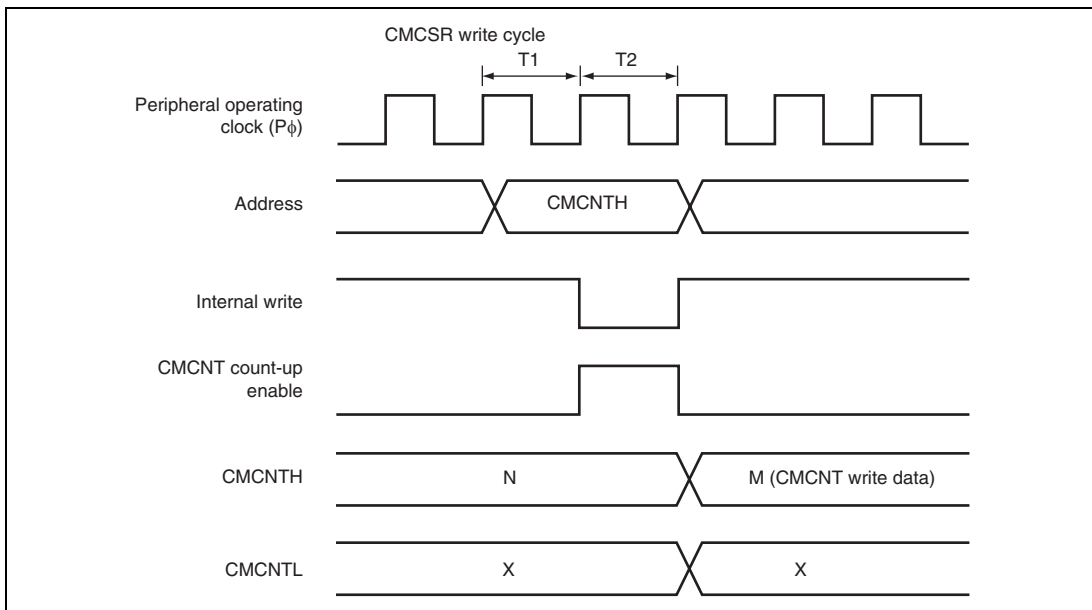 CMCSR write cycle
T1
T2
Peripheral operating
clock (Pϕ)
Address
CMCNTH
Internal write
CMCNT count-up
enable
CMCNTH
N
M (CMCNT write data)
CMCNTL
X
X